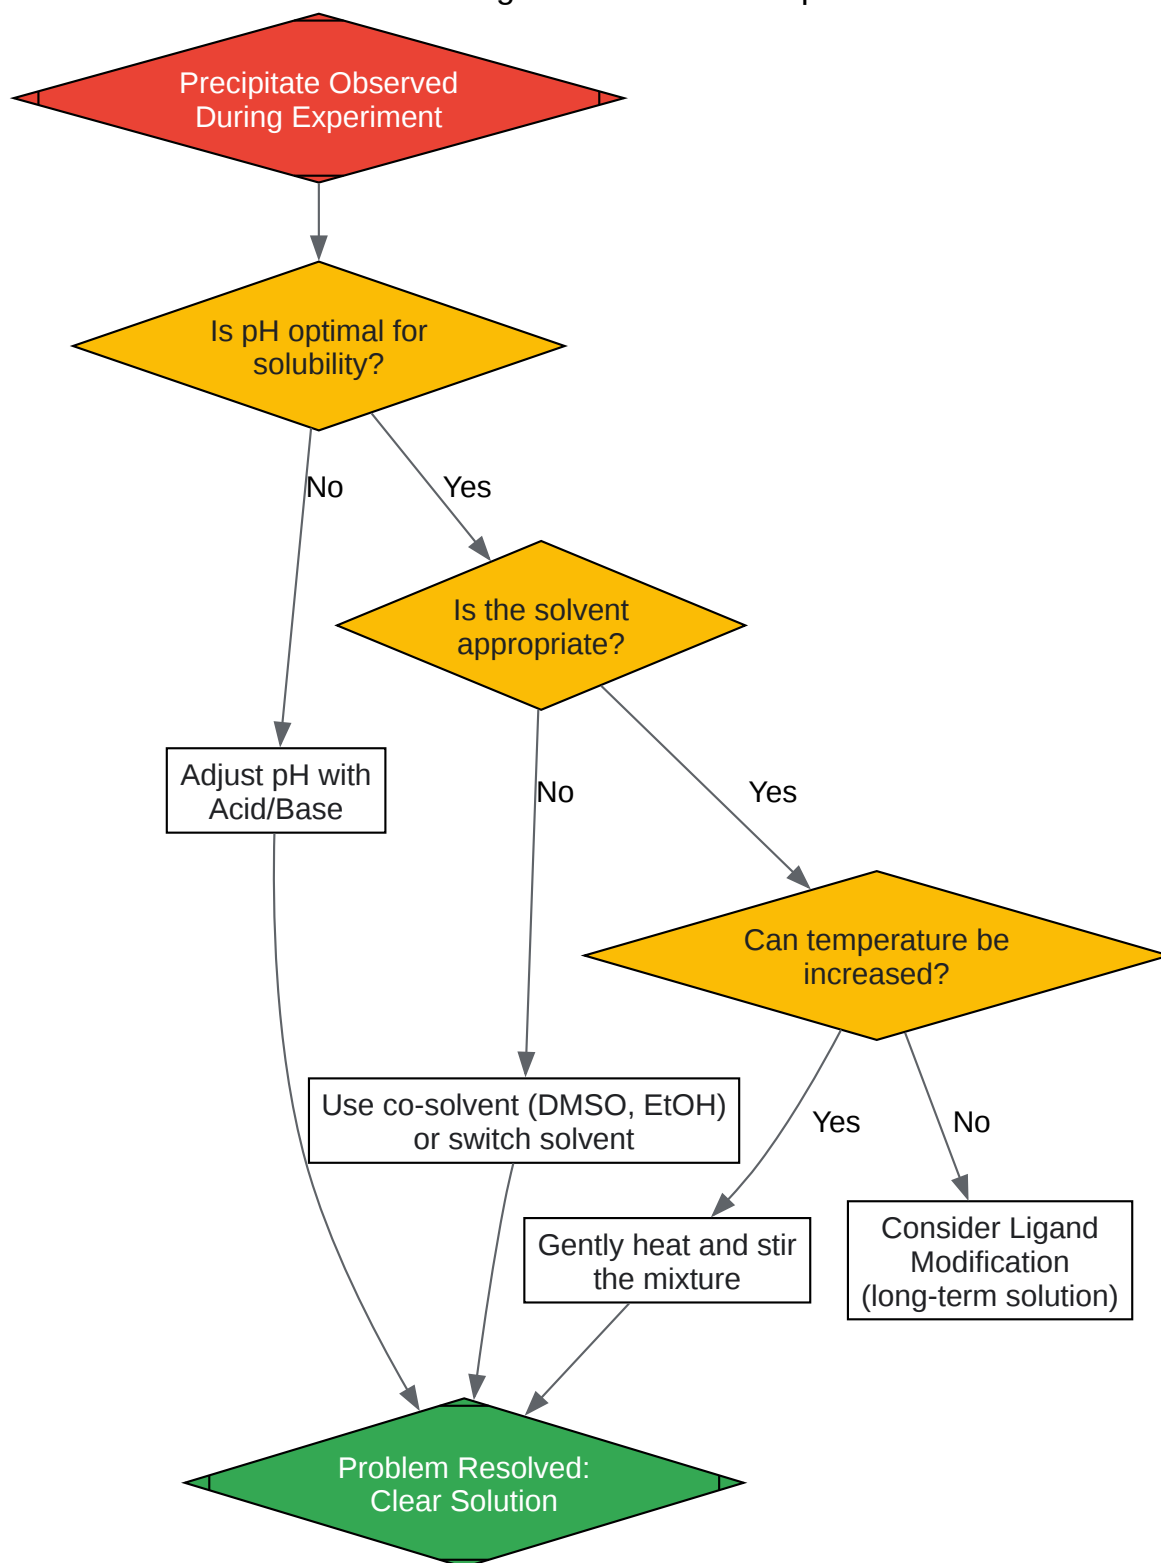 Precipitate Observed
During Experiment
Is pH optimal for
solubility?
No
Yes
Is the solvent
appropriate?
Adjust pH with
Acid/Base
No
Yes
Can temperature be
increased?
Use co-solvent (DMSO, EtOH)
or switch solvent
Yes
No
Gently heat and stir
the mixture
Consider Ligand
Modification
(long-term solution)
Problem Resolved:
Clear Solution